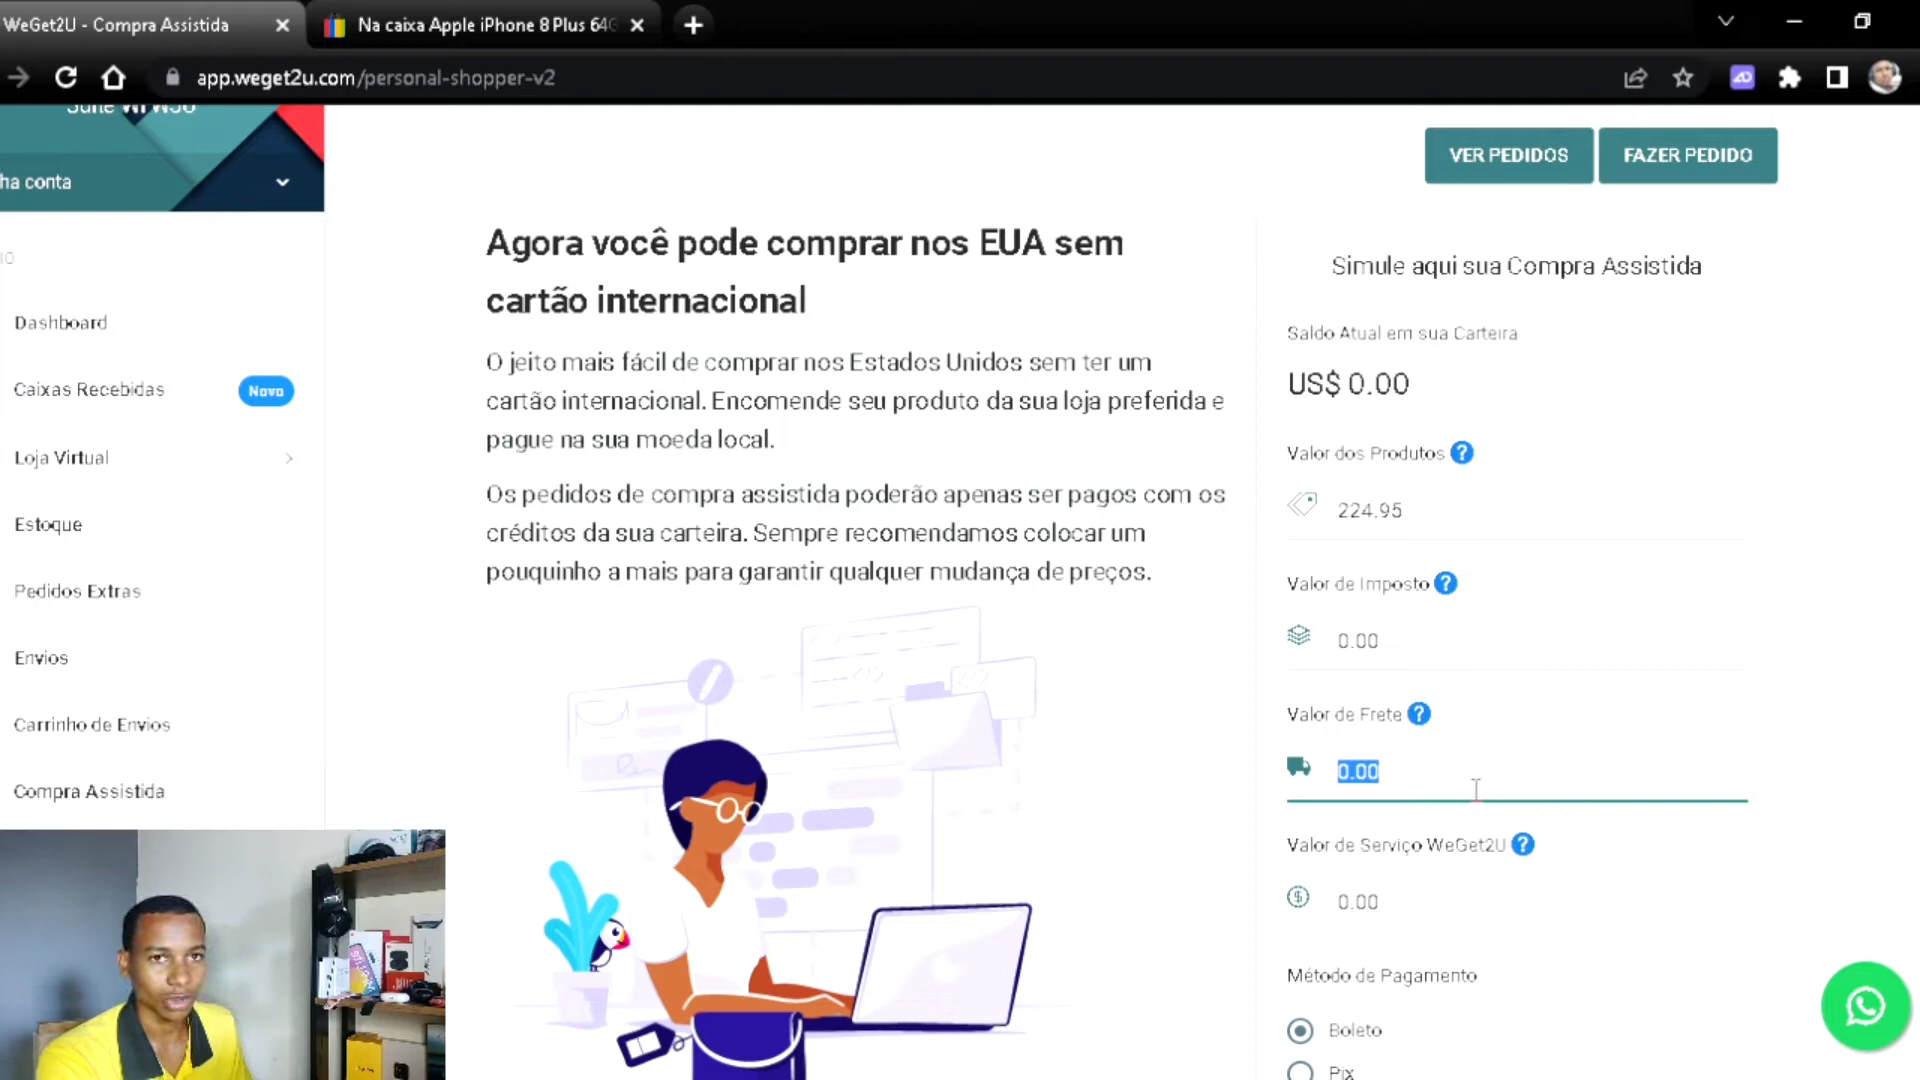 WeGet2U - Compra Assistida
Na caixa Apple iPhone 8 Plus 64G
app.weget2u.com/personal-shopper-v2
Suite WFW30
ha conta
VER PEDIDOS
FAZER PEDIDO
IO
Dashboard
Caixas Recebidas
Novo
Loja Virtual
Estoque
Pedidos Extras
Envios
Carrinho de Envios
Compra Assistida
Agora você pode comprar nos EUA sem
cartão internacional
O jeito mais fácil de comprar nos Estados Unidos sem ter um
cartão internacional. Encomende seu produto da sua loja preferida e
pague na sua moeda local.
Os pedidos de compra assistida poderão apenas ser pagos com os
créditos da sua carteira. Sempre recomendamos colocar um
pouquinho a mais para garantir qualquer mudança de preços.
Simule aqui sua Compra Assistida
Saldo Atual em sua Carteira
US$ 0.00
Valor dos Produtos
224.95
Valor de Imposto
0.00
Valor de Frete
0.00
Valor de Serviço WeGet2U
0.00
Método de Pagamento
Boleto
Pix